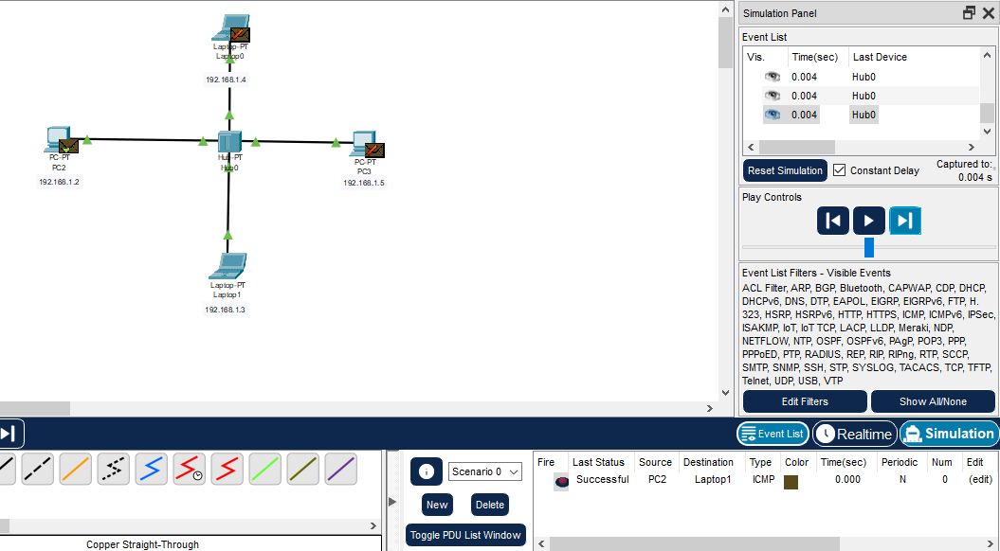 Laptop-PT
Laptop0
192.168.1.4
PC-PT
PC2
192.168.1.2
Hub-PT
Hub0
PC-PT
PC3
192.168.1.5
Laptop-PT
Laptop1
192.168.1.3
Simulation Panel
Event List
Vis. Time(sec) Last Device
0.004 Hub0
0.004 Hub0
0.004 Hub0
Reset Simulation Constant Delay Captured to:
0.004 s
Play Controls
Event List Filters - Visible Events
ACL Filter, ARP, BGP, Bluetooth, CAPWAP, CDP, DHCP,
DHCPv6, DNS, DTP, EAPOL, EIGRP, EIGRPv6, FTP, H.
323, HSRP, HSRPv6, HTTP, HTTPS, ICMP, ICMPv6, IPSec,
ISAKMP, IoT, IoT TCP, LACP, LLDP, Meraki, NDP,
NETFLOW, NTP, OSPF, OSPFv6, PAgP, POP3, PPP,
PPPoED, PTP, RADIUS, REP, RIP, RIPng, RTP, SCCP,
SMTP, SNMP, SSH, STP, SYSLOG, TACACS, TCP, TFTP,
Telnet, UDP, USB, VTP
Edit Filters Show All/None
Event List Realtime Simulation
Scenario 0
New Delete
Toggle PDU List Window
Fire Last Status Source Destination Type Color Time(sec) Periodic Num Edit
Successful PC2 Laptop1 ICMP 0.000 N 0 (edit)
Copper Straight-Through